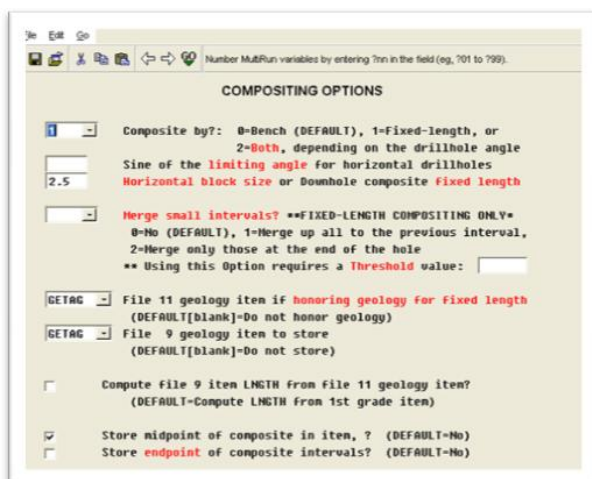 File Edit Go
Number MultiRun variables by entering ?nn in the field (eg, ?01 to ?99).
COMPOSITING OPTIONS
1 Composite by?: 0=Bench (DEFAULT), 1=Fixed-length, or
2=Both, depending on the drillhole angle
Sine of the limiting angle for horizontal drillholes
2.5 Horizontal block size or Downhole composite fixed length
Merge small intervals? **FIXED-LENGTH COMPOSITING ONLY*
0=No (DEFAULT), 1=Merge up all to the previous interval,
2=Merge only those at the end of the hole
** Using this Option requires a Threshold value:
GETAG File 11 geology item if honoring geology for fixed length
(DEFAULT[blank]=Do not honor geology)
GETAG File 9 geology item to store
(DEFAULT[blank]=Do not store)
Compute file 9 item LNGTH from file 11 geology item?
(DEFAULT=Compute LNGTH from 1st grade item)
Store midpoint of composite in item, ? (DEFAULT=No)
Store endpoint of composite intervals? (DEFAULT=No)